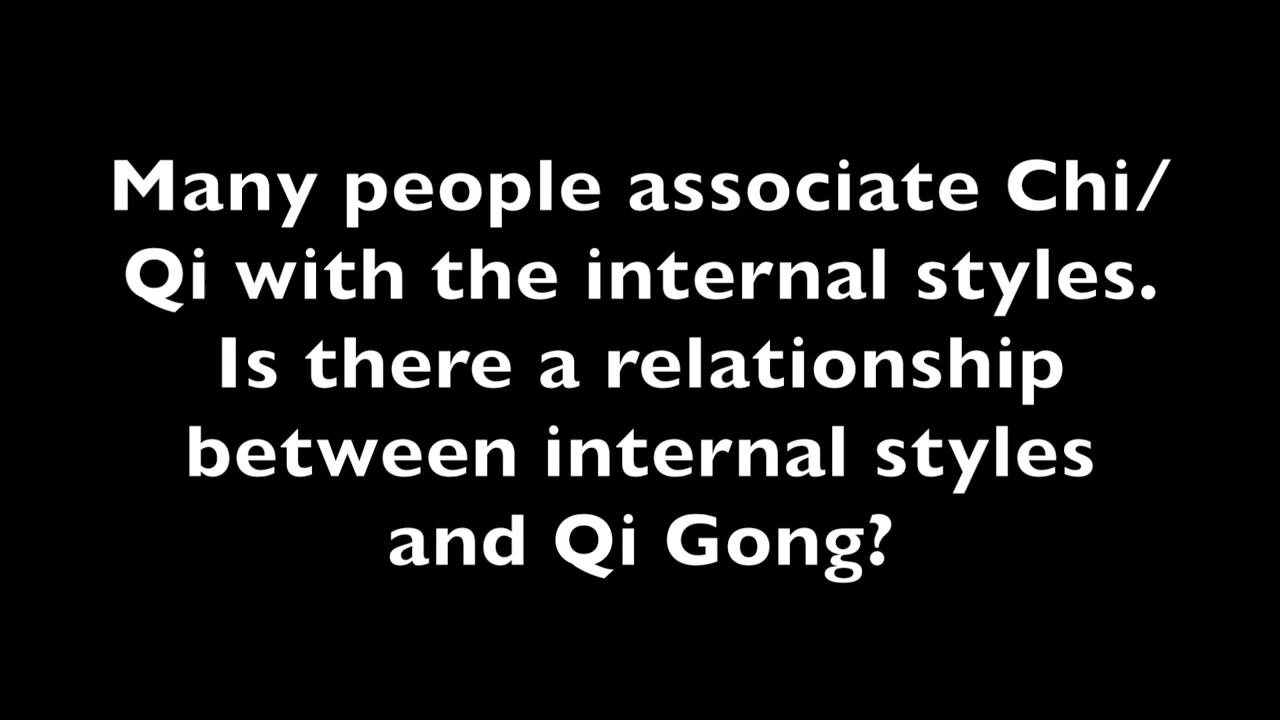 Many people associate Chi/
Qi with the internal styles.
Is there a relationship
between internal styles
and Qi Gong?